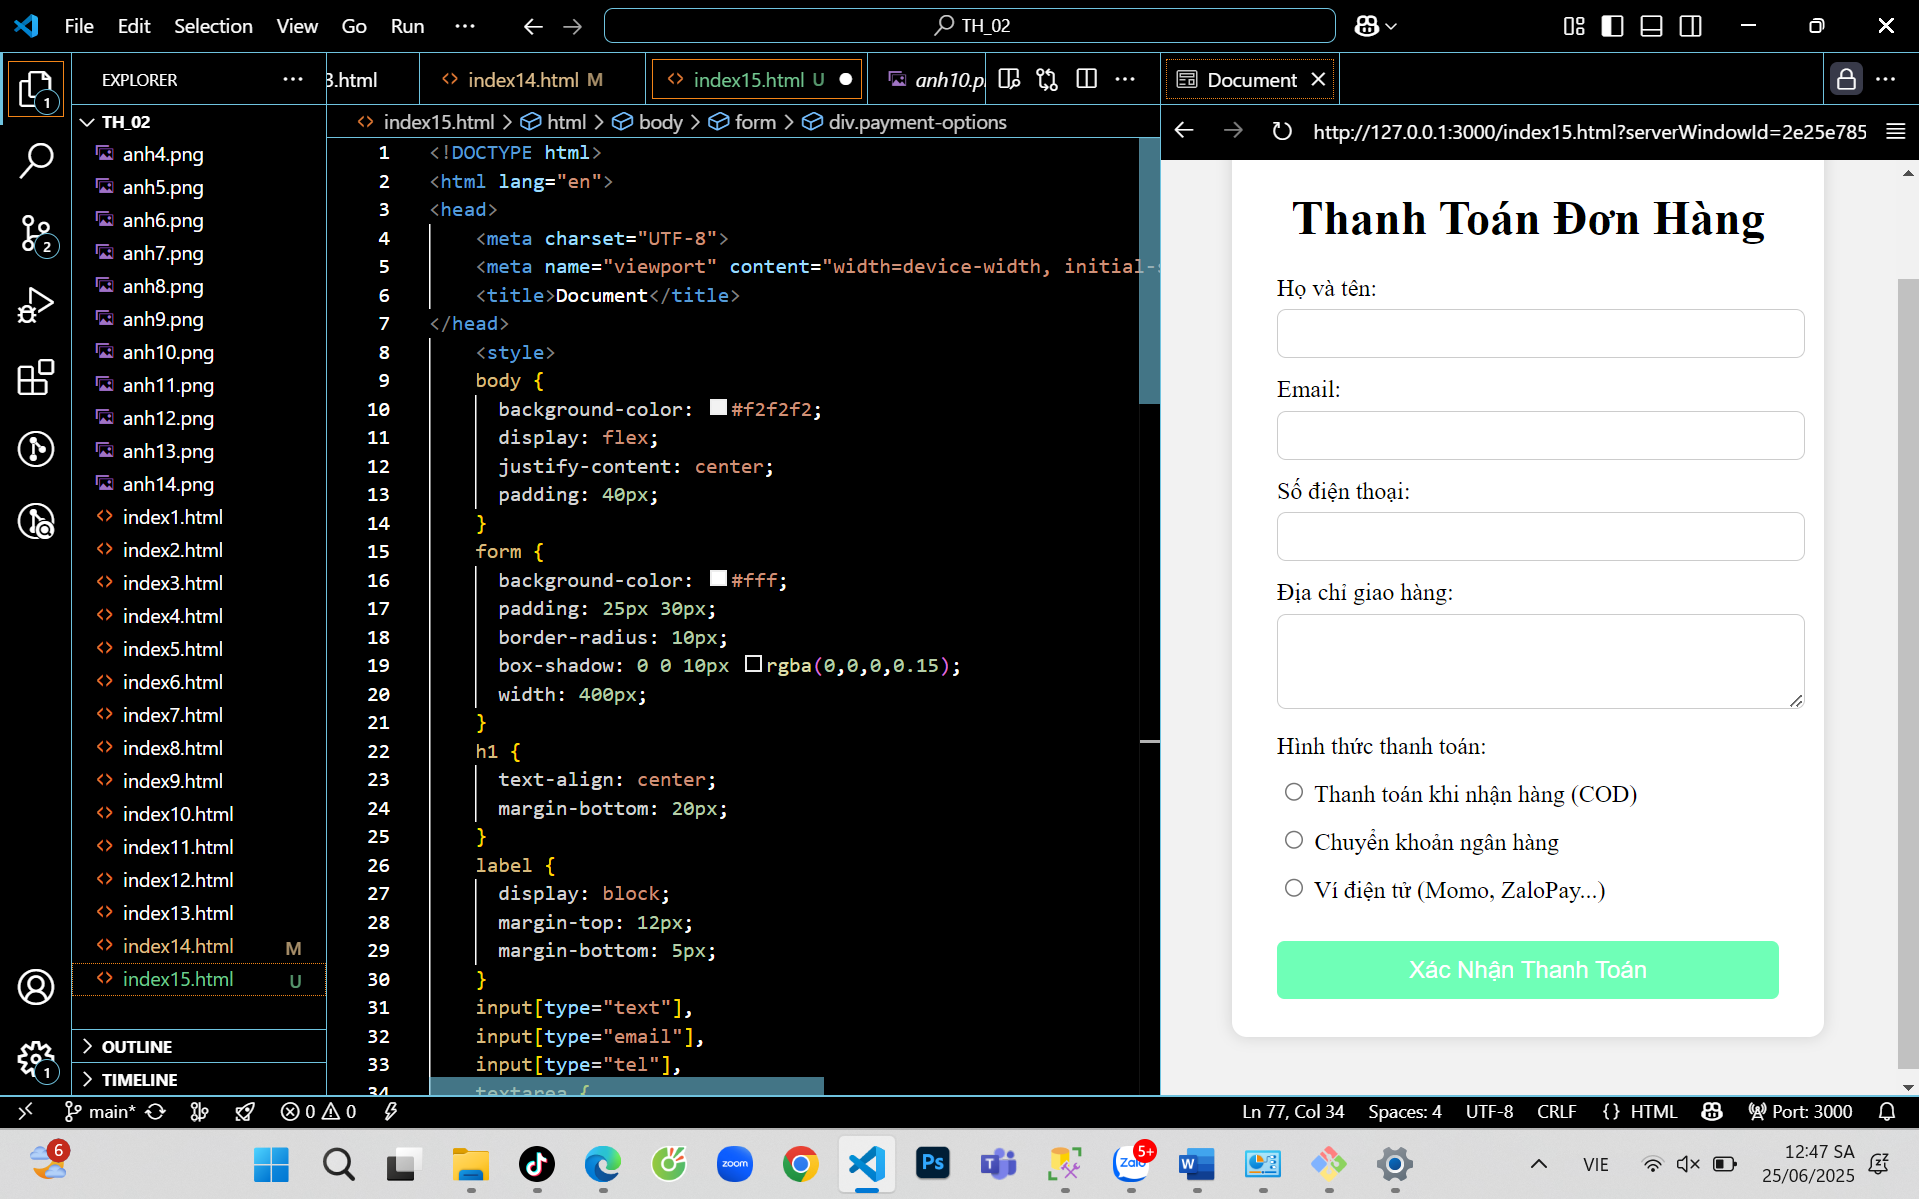 File Edit Selection View Go Run ··· TH_02
EXPLORER ···
3.html index14.html M index15.html U anh10.p Document
TH_02
index15.html > html > body > form > div.payment-options
http://127.0.0.1:3000/index15.html?serverWindowId=2e25e785
anh4.png
anh5.png
anh6.png
anh7.png
anh8.png
anh9.png
anh10.png
anh11.png
anh12.png
anh13.png
anh14.png
index1.html
index2.html
index3.html
index4.html
index5.html
index6.html
index7.html
index8.html
index9.html
index10.html
index11.html
index12.html
index13.html
index14.html M
index15.html U
OUTLINE
TIMELINE
1 <!DOCTYPE html>
2 <html lang="en">
3 <head>
4 <meta charset="UTF-8">
5 <meta name="viewport" content="width=device-width, initial-s
6 <title>Document</title>
7 </head>
8 <style>
9 body {
10 background-color: #f2f2f2;
11 display: flex;
12 justify-content: center;
13 padding: 40px;
14 }
15 form {
16 background-color: #fff;
17 padding: 25px 30px;
18 border-radius: 10px;
19 box-shadow: 0 0 10px rgba(0,0,0,0.15);
20 width: 400px;
21 }
22 h1 {
23 text-align: center;
24 margin-bottom: 20px;
25 }
26 label {
27 display: block;
28 margin-top: 12px;
29 margin-bottom: 5px;
30 }
31 input[type="text"],
32 input[type="email"],
33 input[type="tel"],
34 textarea {
Thanh Toán Đơn Hàng
Họ và tên:
Email:
Số điện thoại:
Địa chỉ giao hàng:
Hình thức thanh toán:
Thanh toán khi nhận hàng (COD)
Chuyển khoản ngân hàng
Ví điện tử (Momo, ZaloPay...)
Xác Nhận Thanh Toán
1
2
1
main* 0 0 Ln 77, Col 34 Spaces: 4 UTF-8 CRLF {} HTML Port: 3000
6 zoom Ps T Zalo 5+ W VIE 12:47 SA
25/06/2025